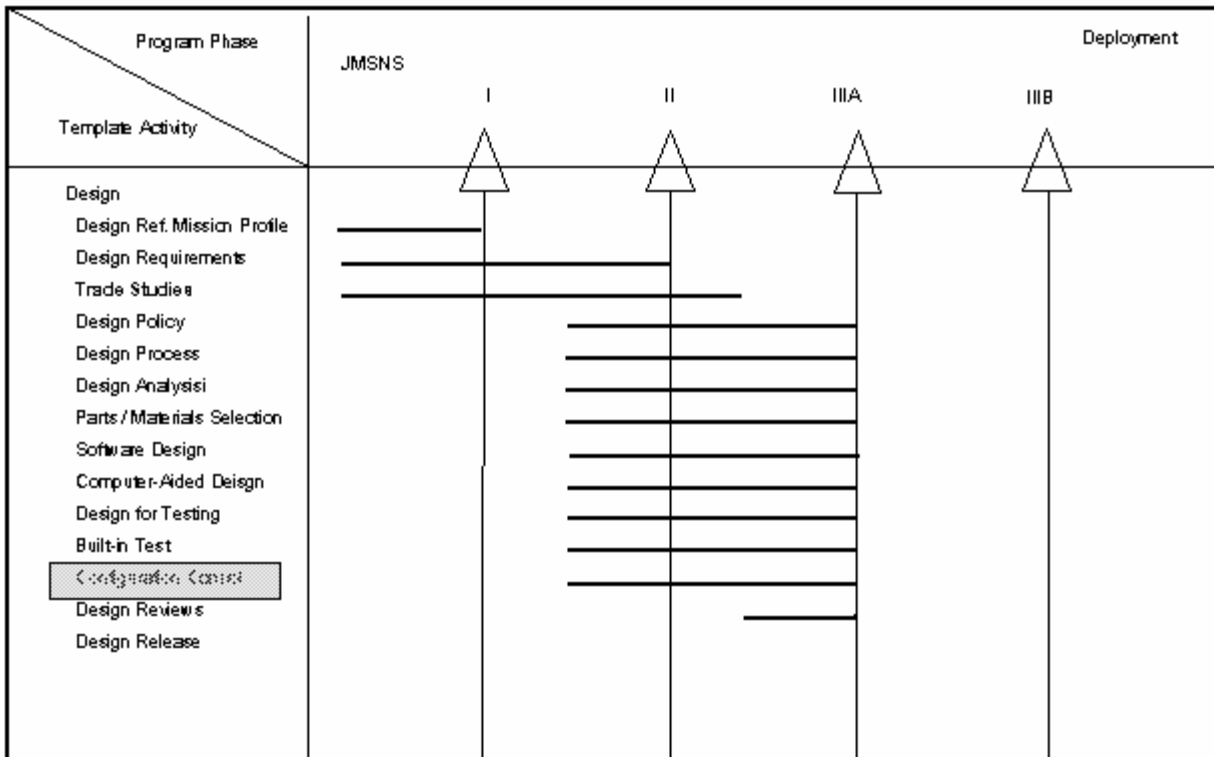 Program Phase
Deployment
JMSNS
I II IIIA IIIB
Template Activity
Design
Design Ref. Mission Profile
Design Requirements
Trade Studies
Design Policy
Design Process
Design Analysisi
Parts / Materials Selection
Software Design
Computer-Aided Deisgn
Design for Testing
Built-in Test
Configuration Control
Design Reviews
Design Release